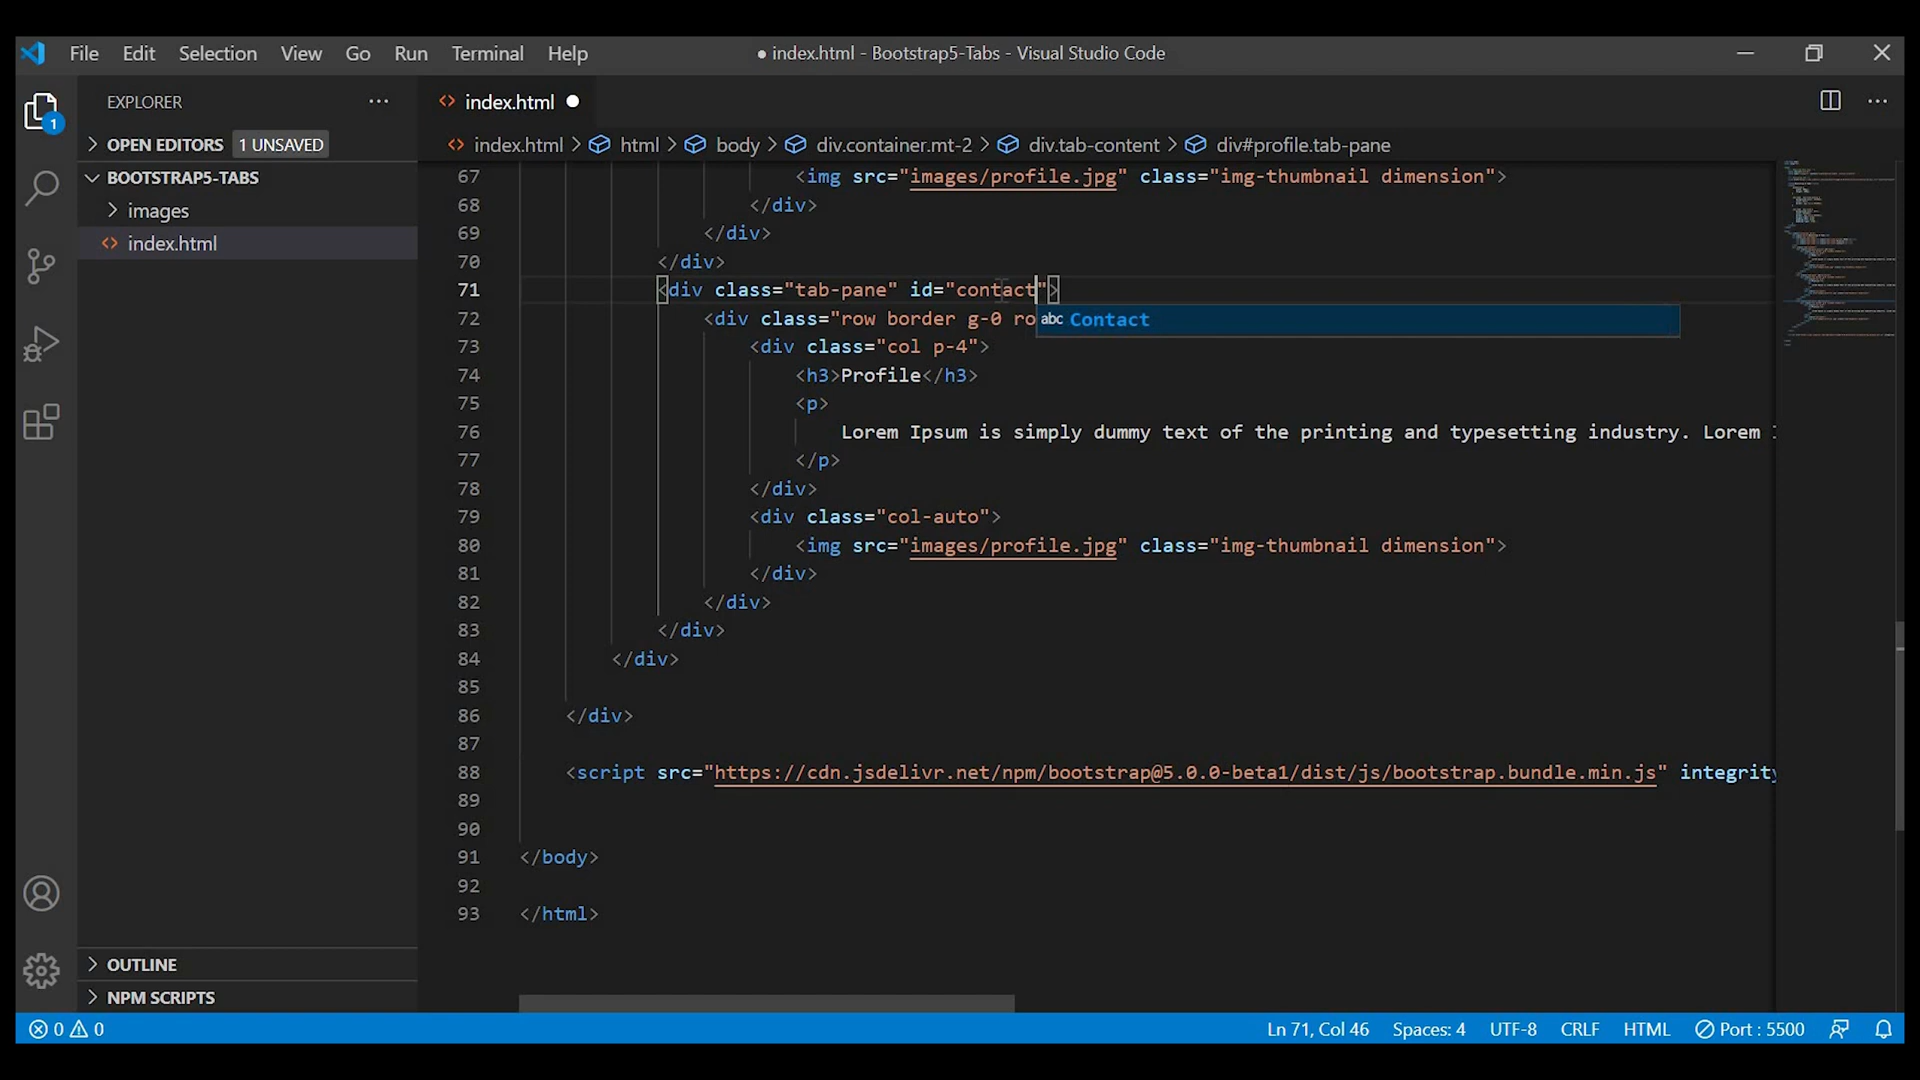 File Edit Selection View Go Run Terminal Help
● index.html - Bootstrap5-Tabs - Visual Studio Code
EXPLORER
index.html
1
OPEN EDITORS 1 UNSAVED
index.html > html > body > div.container.mt-2 > div.tab-content > div#profile.tab-pane
BOOTSTRAP5-TABS
images
index.html
67 <img src="images/profile.jpg" class="img-thumbnail dimension">
68 </div>
69 </div>
70 </div>
71 <div class="tab-pane" id="contact">
72 <div class="row border g-0 ro
abc Contact
73 <div class="col p-4">
74 <h3>Profile</h3>
75 <p>
76 Lorem Ipsum is simply dummy text of the printing and typesetting industry. Lorem
77 </p>
78 </div>
79 <div class="col-auto">
80 <img src="images/profile.jpg" class="img-thumbnail dimension">
81 </div>
82 </div>
83 </div>
84 </div>
85
86 </div>
87
88 <script src="https://cdn.jsdelivr.net/npm/bootstrap@5.0.0-beta1/dist/js/bootstrap.bundle.min.js" integrity
89
90
91 </body>
92
93 </html>
OUTLINE
NPM SCRIPTS
0 0
Ln 71, Col 46 Spaces: 4 UTF-8 CRLF HTML Port : 5500